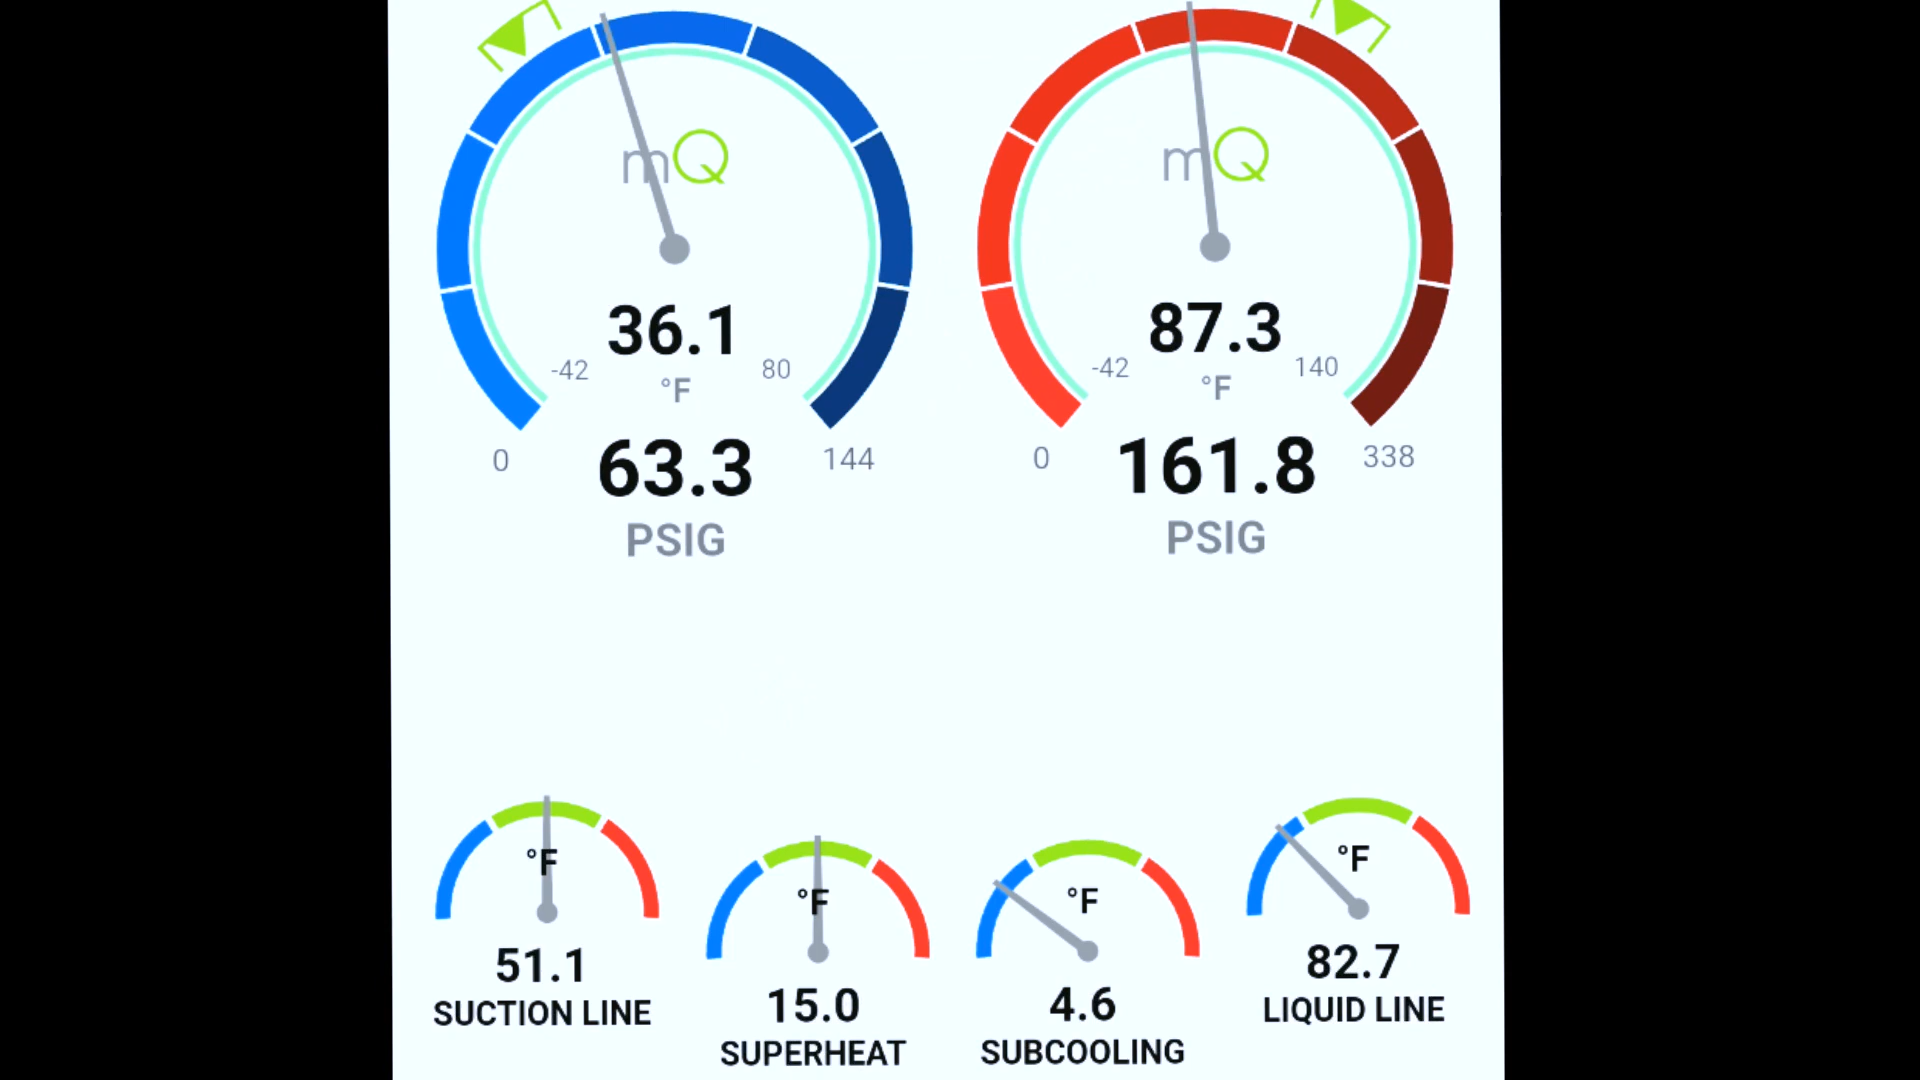 mQ
36.1
-42 80
°F
0 144
63.3
PSIG
mQ
87.3
-42 140
°F
0 338
161.8
PSIG
°F
51.1
SUCTION LINE
°F
15.0
SUPERHEAT
°F
4.6
SUBCOOLING
°F
82.7
LIQUID LINE